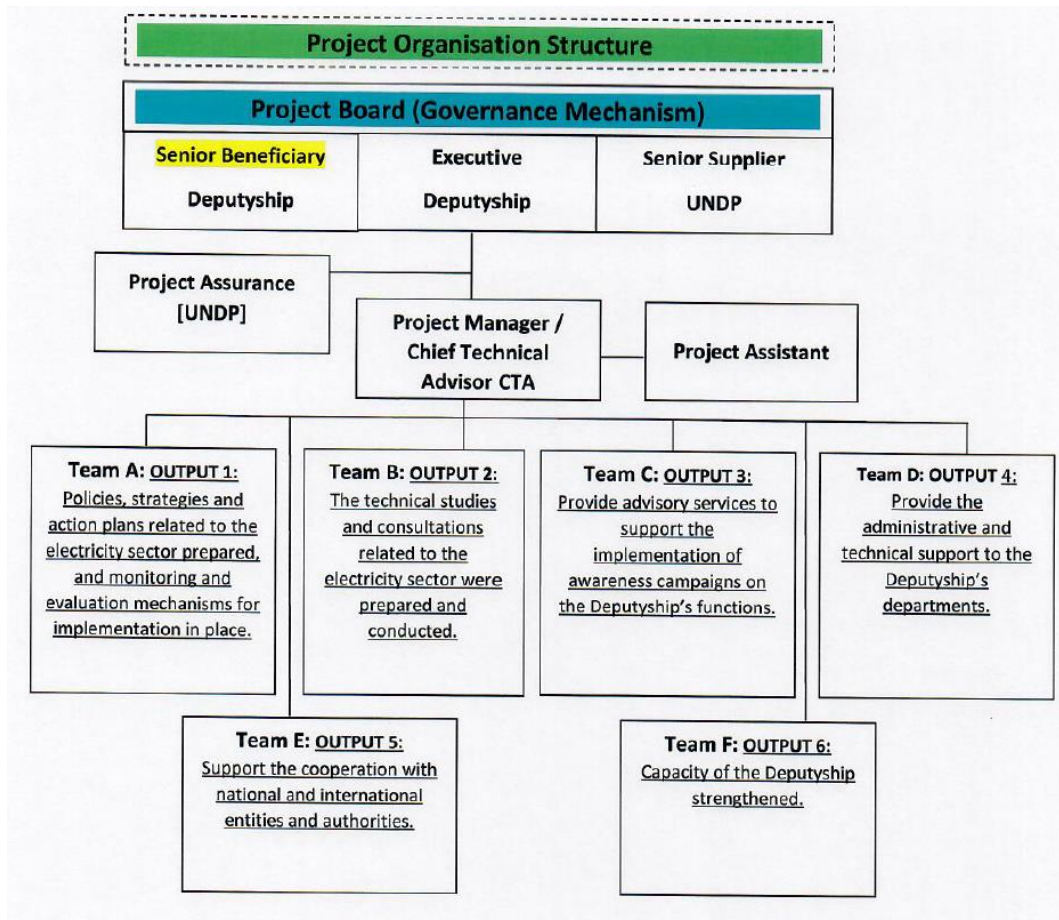 Project Organisation Structure
Project Board (Governance Mechanism)
Senior Beneficiary
Deputyship
Executive
Deputyship
Senior Supplier
UNDP
Project Assurance
[UNDP]
Project Manager /
Chief Technical
Advisor CTA
Project Assistant
Team A: OUTPUT 1:
Policies, strategies and
action plans related to the
electricity sector prepared,
and monitoring and
evaluation mechanisms for
implementation in place.
Team B: OUTPUT 2:
The technical studies
and consultations
related to the
electricity sector were
prepared and
conducted.
Team C: OUTPUT 3:
Provide advisory services to
support the
implementation of
awareness campaigns on
the Deputyship's functions.
Team D: OUTPUT 4:
Provide the
administrative and
technical support to the
Deputyship's
departments.
Team E: OUTPUT 5:
Support the cooperation with
national and international
entities and authorities.
Team F: OUTPUT 6:
Capacity of the Deputyship
strengthened.